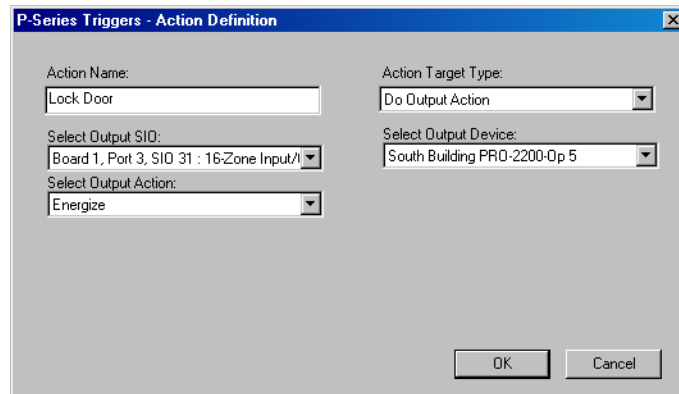 P-Series Triggers - Action Definition
Action Name:
Lock Door
Action Target Type:
Do Output Action
Select Output SIO:
Board 1, Port 3, SIO 31 : 16-Zone Input/
Select Output Device:
South Building PRO-2200-Op 5
Select Output Action:
Energize
OK
Cancel